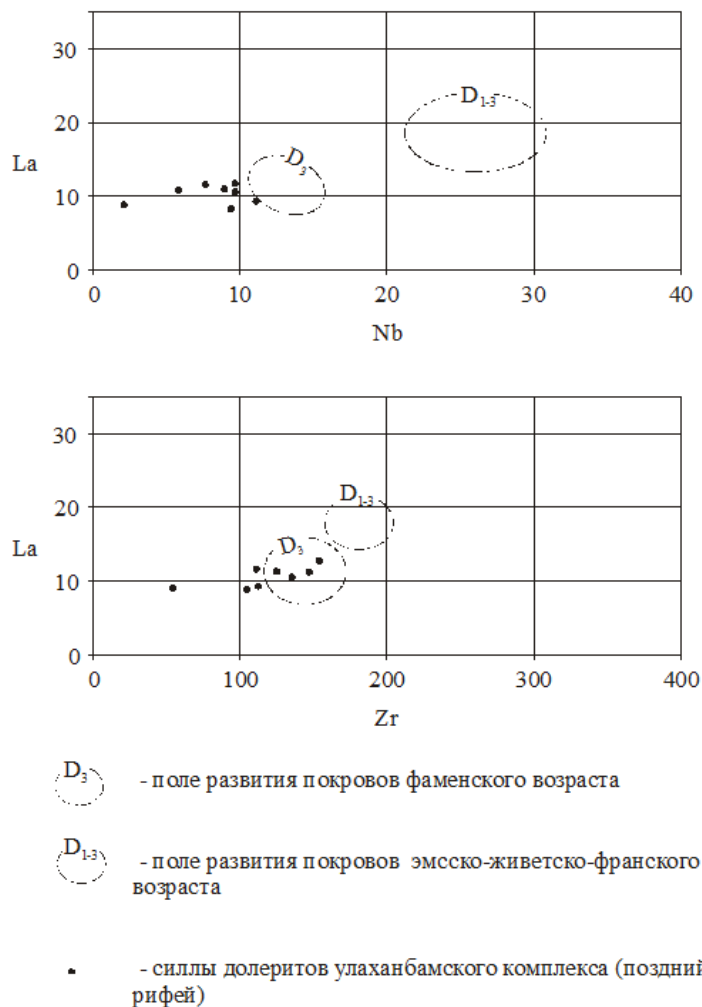 30
D₁₋₃
20
La
D₃
10
0
0 10 20 30 40
Nb
30
D₁₋₃
20
La
D₃
10
0
0 100 200 300 400
Zr
D₃ - поле развития покровов фаменского возраста
D₁₋₃ - поле развития покровов эмсско-живетско-франского
возраста
- силлы долеритов улаханбамского комплекса (поздний
рифей)